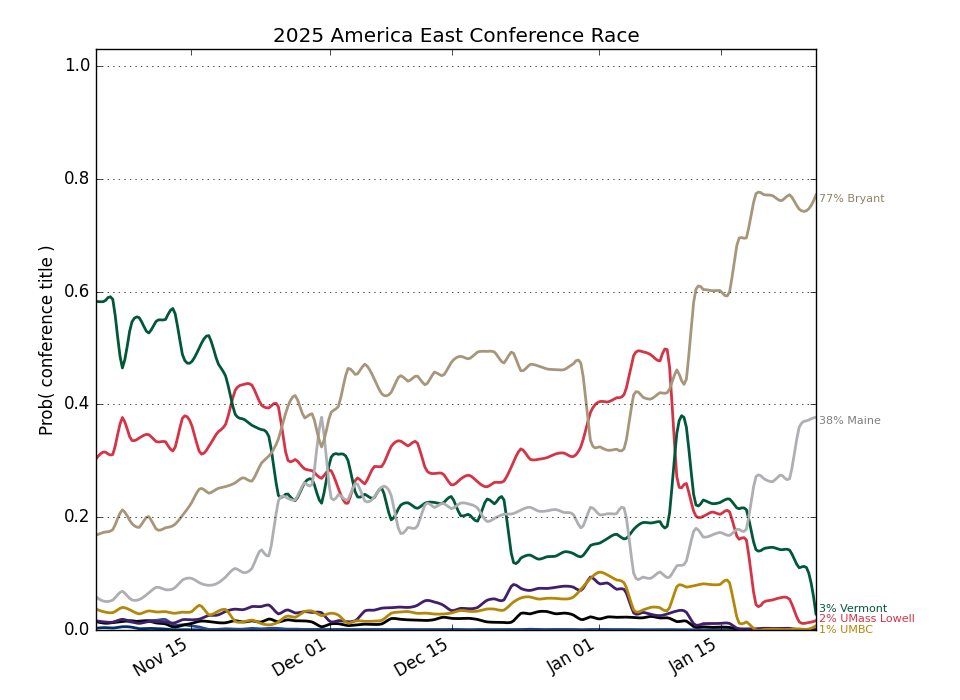 2025 America East Conference Race
Prob( conference title )
1.0
0.8
0.6
0.4
0.2
0.0
Nov 15
Dec 01
Dec 15
Jan 01
Jan 15
77% Bryant
38% Maine
3% Vermont
2% UMass Lowell
1% UMBC